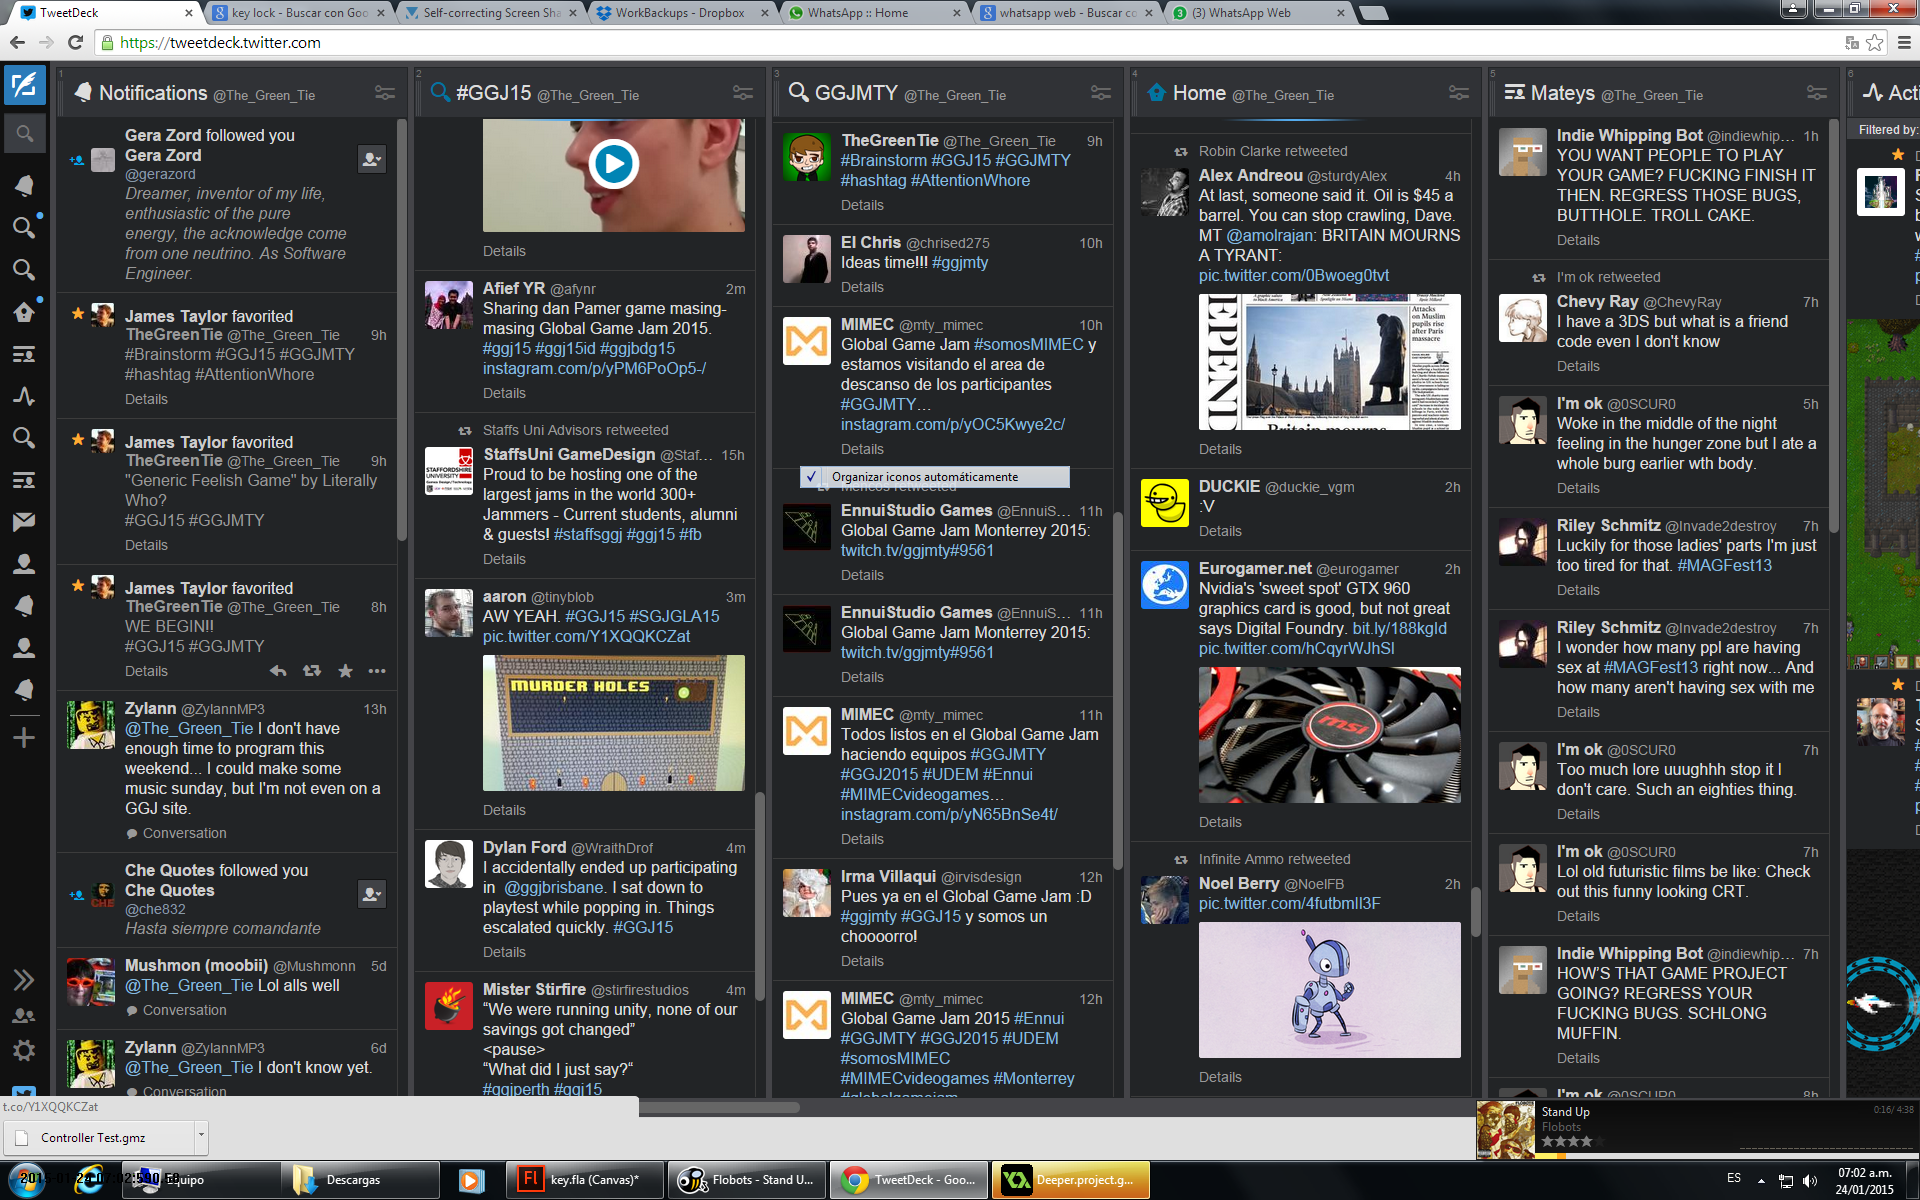 TweetDeck
key lock - Buscar con Goo
Self-correcting Screen Sha
WorkBackups - Dropbox
WhatsApp :: Home
whatsapp web - Buscar co
(3) WhatsApp Web
https://tweetdeck.twitter.com
1
Notifications @The_Green_Tie
Gera Zord followed you
Gera Zord
@gerazord
Dreamer, inventor of my life,
enthusiastic of the pure
energy, the acknowledge come
from one neutrino. As Software
Engineer.
James Taylor favorited
TheGreenTie @The_Green_Tie 9h
#Brainstorm #GGJ15 #GGJMTY
#hashtag #AttentionWhore
Details
James Taylor favorited
TheGreenTie @The_Green_Tie 9h
"Generic Feelish Game" by Literally
Who?
#GGJ15 #GGJMTY
Details
James Taylor favorited
TheGreenTie @The_Green_Tie 8h
WE BEGIN!!
#GGJ15 #GGJMTY
Details
Zylann @ZylannMP3 13h
@The_Green_Tie I don't have
enough time to program this
weekend... I could make some
music sunday, but I'm not even on a
GGJ site.
Conversation
Che Quotes followed you
Che Quotes
@che832
Hasta siempre comandante
Mushmon (moobii) @Mushmonn 5d
@The_Green_Tie Lol alls well
Conversation
Zylann @ZylannMP3 6d
@The_Green_Tie I don't know yet.
Conversation
2
#GGJ15 @The_Green_Tie
Details
Afief YR @afynr 2m
Sharing dan Pamer game masing-
masing Global Game Jam 2015.
#ggj15 #ggj15id #ggjbdg15
instagram.com/p/yPM6PoOp5-/
Details
Staffs Uni Advisors retweeted
StaffsUni GameDesign @Staf... 15h
Proud to be hosting one of the
largest jams in the world 300+
Jammers - Current students, alumni
& guests! #staffsggj #ggj15 #fb
Details
STAFFORDSHIRE
UNIVERSITY
aaron @tinyblob 3m
AW YEAH. #GGJ15 #SGJGLA15
pic.twitter.com/Y1XQQKCZat
MURDER HOLES
Details
Dylan Ford @WraithDrof 4m
I accidentally ended up participating
in @ggjbrisbane. I sat down to
playtest while popping in. Things
escalated quickly. #GGJ15
Details
Mister Stirfire @stirfirestudios 4m
“We were running unity, none of our
savings got changed”
<pause>
“What did I just say?“
#ggjperth #ggj15
3
GGJMTY @The_Green_Tie
TheGreenTie @The_Green_Tie 9h
#Brainstorm #GGJ15 #GGJMTY
#hashtag #AttentionWhore
Details
El Chris @chrised275 10h
Ideas time!!! #ggjmty
Details
MIMEC @mty_mimec 10h
Global Game Jam #somosMIMEC y
estamos visitando el area de
descanso de los participantes
#GGJMTY…
instagram.com/p/yOC5Kwye2c/
Details
Organizar iconos automáticamente
retweeted
EnnuiStudio Games @EnnuiS... 11h
Global Game Jam Monterrey 2015:
twitch.tv/ggjmty#9561
Details
EnnuiStudio Games @EnnuiS... 11h
Global Game Jam Monterrey 2015:
twitch.tv/ggjmty#9561
Details
MIMEC @mty_mimec 11h
Todos listos en el Global Game Jam
haciendo equipos #GGJMTY
#GGJ2015 #UDEM #Ennui
#MIMECvideogames…
instagram.com/p/yN65BnSe4t/
Details
Irma Villaqui @irvisdesign 12h
Pues ya en el Global Game Jam :D
#ggjmty #GGJ15 y somos un
choooorro!
Details
MIMEC @mty_mimec 12h
Global Game Jam 2015 #Ennui
#GGJMTY #GGJ2015 #UDEM
#somosMIMEC
#MIMECvideogames #Monterrey
#globalgamejam
4
Home @The_Green_Tie
Robin Clarke retweeted
Alex Andreou @sturdyAlex 4h
At last, someone said it. Oil is $45 a
barrel. You can stop crawling, Dave.
MT @amolrajan: BRITAIN MOURNS
A TYRANT:
pic.twitter.com/0Bwoeg0tvt
EPEND
Attacks
on Muslim
pupils rise
after Paris
massacre
Britain mourns
Details
DUCKIE @duckie_vgm 2h
:V
Details
Eurogamer.net @eurogamer 2h
Nvidia's 'sweet spot' GTX 960
graphics card is good, but not great
says Digital Foundry. bit.ly/188kgId
pic.twitter.com/hCqyrWJhSl
msi
Details
Infinite Ammo retweeted
Noel Berry @NoelFB 2h
pic.twitter.com/4futbmlI3F
Details
5
Mateys @The_Green_Tie
Indie Whipping Bot @indiewhip... 1h
YOU WANT PEOPLE TO PLAY
YOUR GAME? FUCKING FINISH IT
THEN. REGRESS THOSE BUGS,
BUTTHOLE. TROLL CAKE.
Details
I'm ok retweeted
Chevy Ray @ChevyRay 7h
I have a 3DS but what is a friend
code even I don't know
Details
I'm ok @0SCUR0 5h
Woke in the middle of the night
feeling in the hunger zone but I ate a
whole burg earlier wth body.
Details
Riley Schmitz @Invade2destroy 7h
Luckily for those ladies' parts I'm just
too tired for that. #MAGFest13
Details
Riley Schmitz @Invade2destroy 7h
I wonder how many ppl are having
sex at #MAGFest13 right now... And
how many aren't having sex with me
Details
I'm ok @0SCUR0 7h
Too much lore uuughhh stop it I
don't care. Such an eighties thing.
Details
I'm ok @0SCUR0 7h
Lol old futuristic films be like: Check
out this funny looking CRT.
Details
Indie Whipping Bot @indiewhip... 7h
HOW'S THAT GAME PROJECT
GOING? REGRESS YOUR
FUCKING BUGS. SCHLONG
MUFFIN.
Details
I'm ok @0SCUR0 8h
6
Acti
Filtered by:
t.co/Y1XQQKCZat
Controller Test.gmz
Stand Up
Flobots
0:16/ 4:38
Equipo
Descargas
key.fla (Canvas)*
Flobots - Stand U...
TweetDeck - Goo...
Deeper.project.g...
ES
07:02 a.m.
24/01/2015